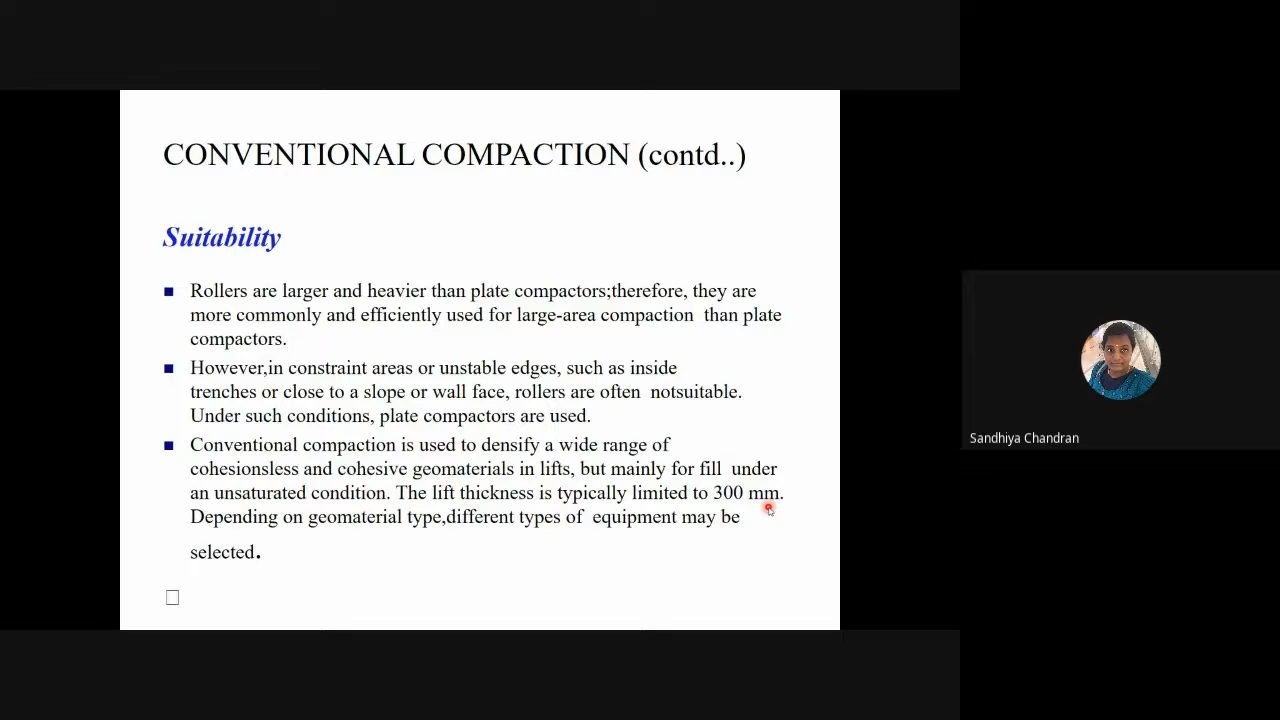 CONVENTIONAL COMPACTION (contd..)
Suitability
Rollers are larger and heavier than plate compactors;therefore, they are
more commonly and efficiently used for large-area compaction than plate
compactors.
However,in constraint areas or unstable edges, such as inside
trenches or close to a slope or wall face, rollers are often notsuitable.
Under such conditions, plate compactors are used.
Conventional compaction is used to densify a wide range of
cohesionsless and cohesive geomaterials in lifts, but mainly for fill under
an unsaturated condition. The lift thickness is typically limited to 300 mm.
Depending on geomaterial type,different types of equipment may be
selected.
Sandhiya Chandran